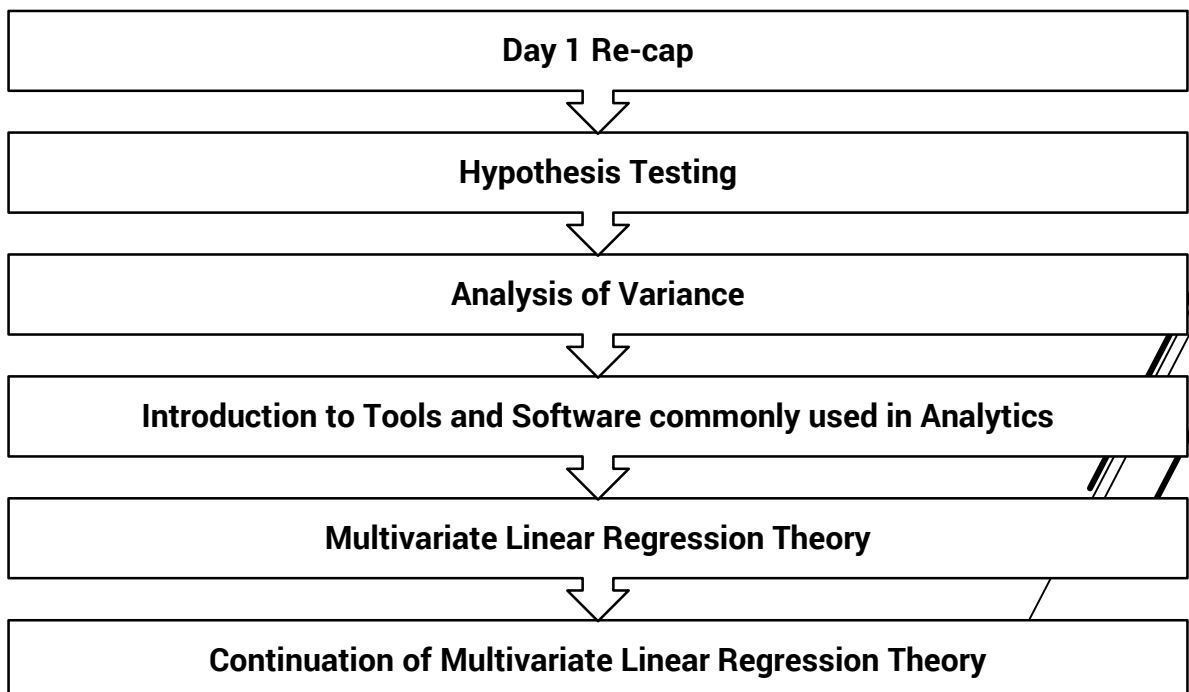 Day 1 Re-cap
Hypothesis Testing
Analysis of Variance
Introduction to Tools and Software commonly used in Analytics
Multivariate Linear Regression Theory
Continuation of Multivariate Linear Regression Theory